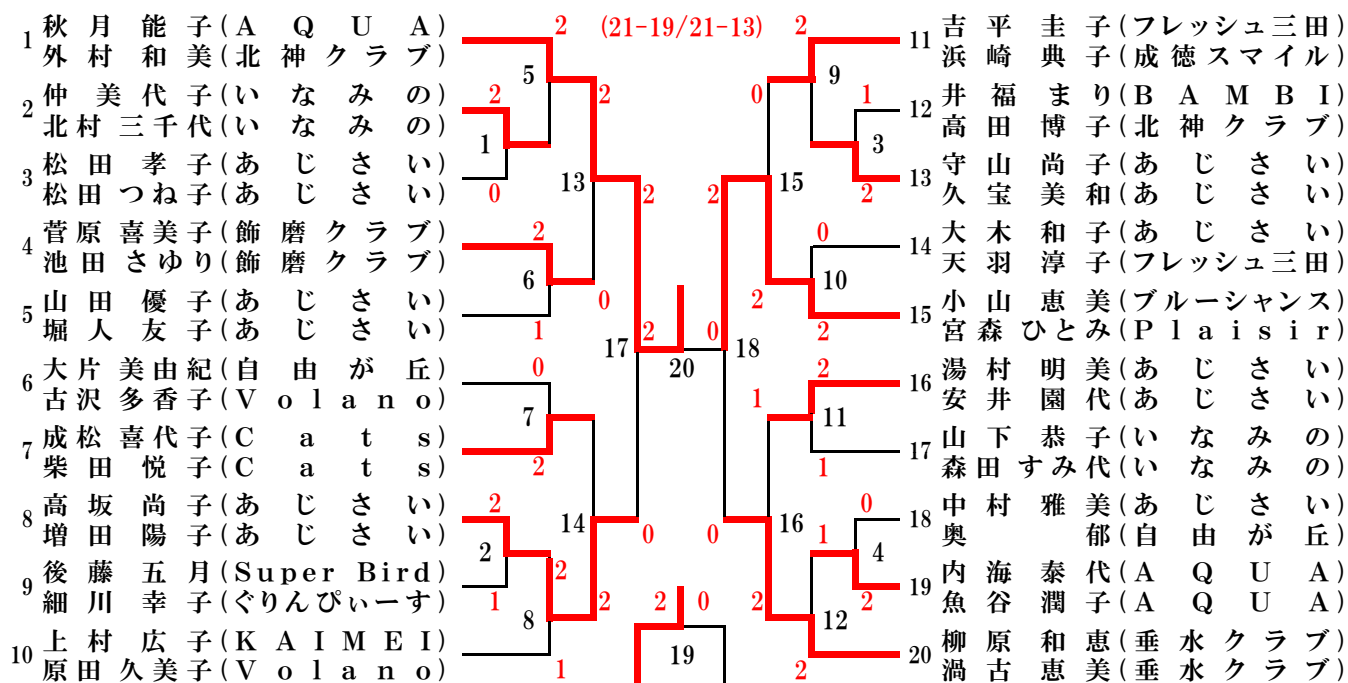 1 秋月能子(AQUA)
外村和美(北神クラブ)
2 仲美代子(いなみの)
北村三千代(いなみの)
3 松田孝子(あじさい)
松田つね子(あじさい)
4 菅原喜美子(飾磨クラブ)
池田さゆり(飾磨クラブ)
5 山田優子(あじさい)
堀人友子(あじさい)
6 大片美由紀(自由が丘)
古沢多香子(Volano)
7 成松喜代子(Cats)
柴田悦子(Cats)
8 高坂尚子(あじさい)
増田陽子(あじさい)
9 後藤五月(Super Bird)
細川幸子(ぐりんぴぃーす)
10 上村広子(KAIMEI)
原田久美子(Volano)
2 (21-19/21-13) 2
5 9
2 2 0 1
1 3
0 13 2 2 15 2
2 0
6 10
0 2
1 2
17 2 0 18
20
0 2
1
7 11
2 1
2 0
14 16
0 0 1
2 4
2
1 2 2 0 2 2
8 12
19
1 2
11 吉平圭子(フレッシュ三田)
浜崎典子(成徳スマイル)
12 井福まり(BAMBI)
高田博子(北神クラブ)
13 守山尚子(あじさい)
久宝美和(あじさい)
14 大木和子(あじさい)
天羽淳子(フレッシュ三田)
15 小山恵美(ブルーシャンス)
宮森ひとみ(Plaisir)
16 湯村明美(あじさい)
安井園代(あじさい)
17 山下恭子(いなみの)
森田すみ代(いなみの)
18 中村雅美(あじさい)
奥郁(自由が丘)
19 内海泰代(AQUA)
魚谷潤子(AQUA)
20 柳原和恵(垂水クラブ)
渦古恵美(垂水クラブ)